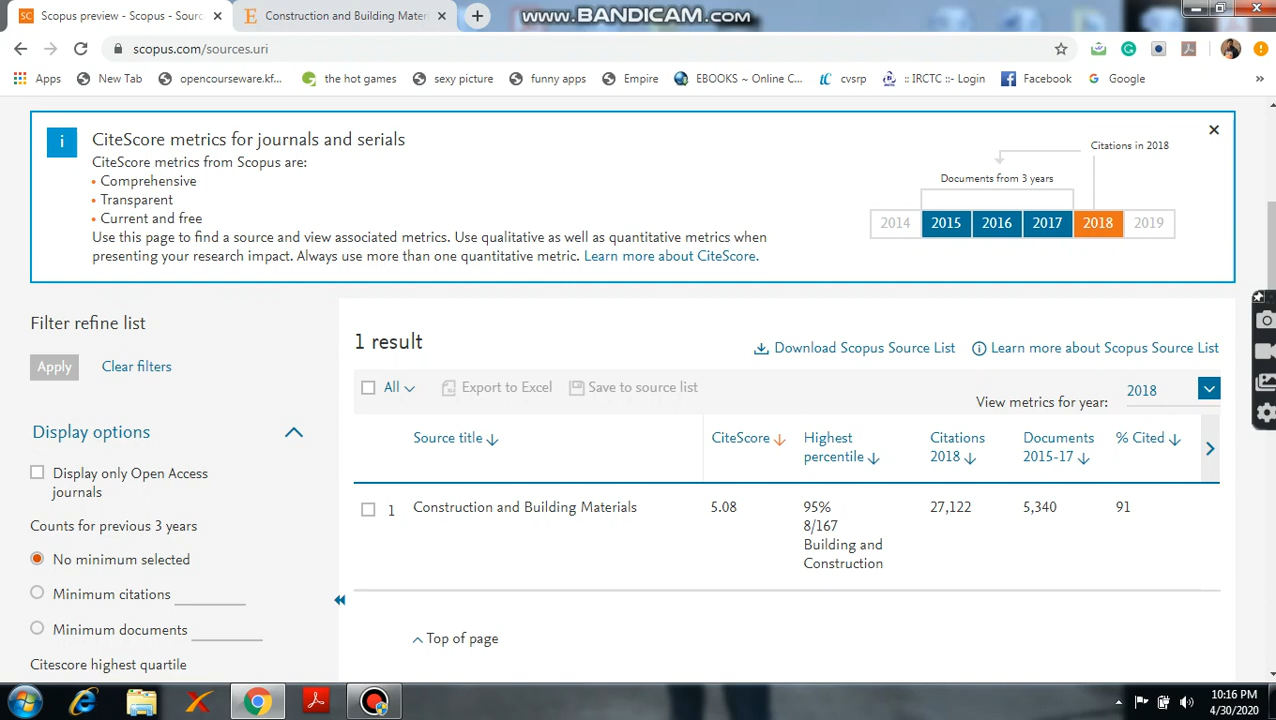 Scopus preview - Scopus - Sourc
Construction and Building Materi
www.BANDICAM.com
scopus.com/sources.uri
Apps
New Tab
opencourseware.kf...
the hot games
sexy picture
funny apps
Empire
EBOOKS ~ Online C...
cvsrp
:: IRCTC ::- Login
Facebook
Google
»
CiteScore metrics for journals and serials
CiteScore metrics from Scopus are:
• Comprehensive
• Transparent
• Current and free
Use this page to find a source and view associated metrics. Use qualitative as well as quantitative metrics when
presenting your research impact. Always use more than one quantitative metric. Learn more about CiteScore.
Citations in 2018
Documents from 3 years
2014 2015 2016 2017 2018 2019
Filter refine list
Apply
Clear filters
Display options
Display only Open Access
journals
Counts for previous 3 years
No minimum selected
Minimum citations
Minimum documents
Citescore highest quartile
1 result
Download Scopus Source List
Learn more about Scopus Source List
All
Export to Excel
Save to source list
View metrics for year:
2018
Source title
CiteScore
Highest
percentile
Citations
2018
Documents
2015-17
% Cited
1
Construction and Building Materials
5.08
95%
8/167
Building and
Construction
27,122
5,340
91
Top of page
10:16 PM
4/30/2020